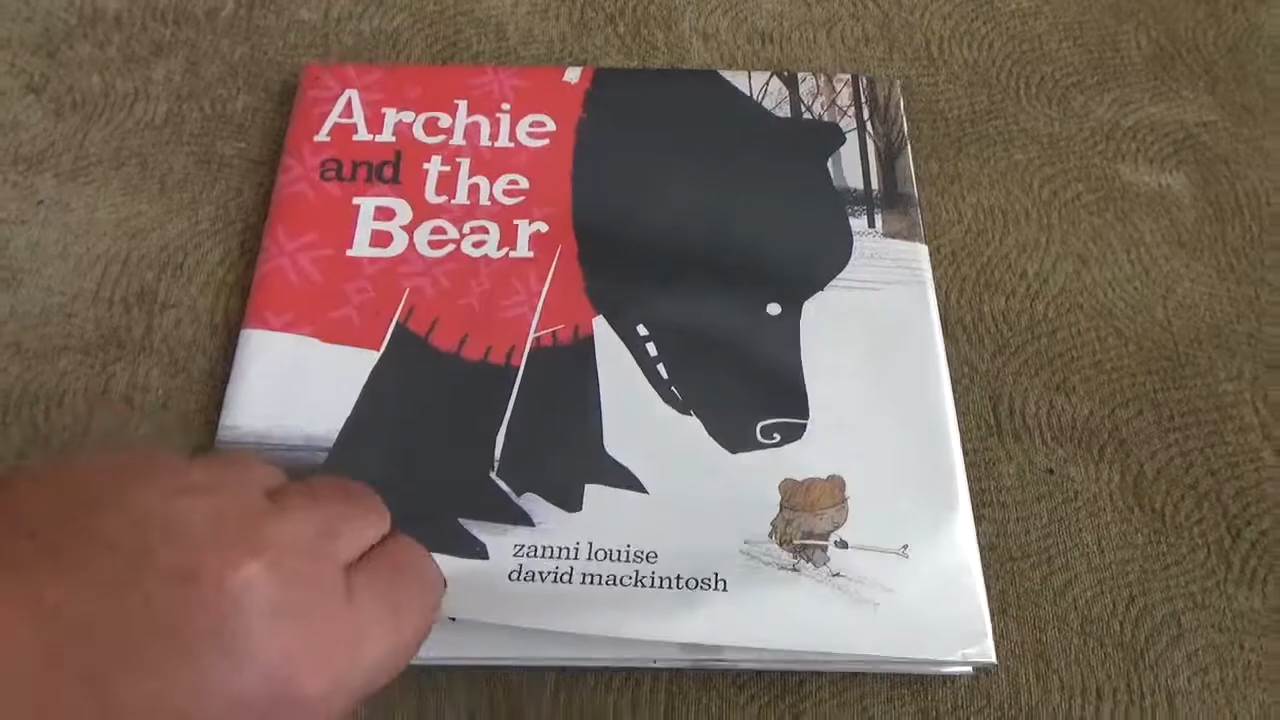 Archie
and the
Bear
zanni louise
david mackintosh